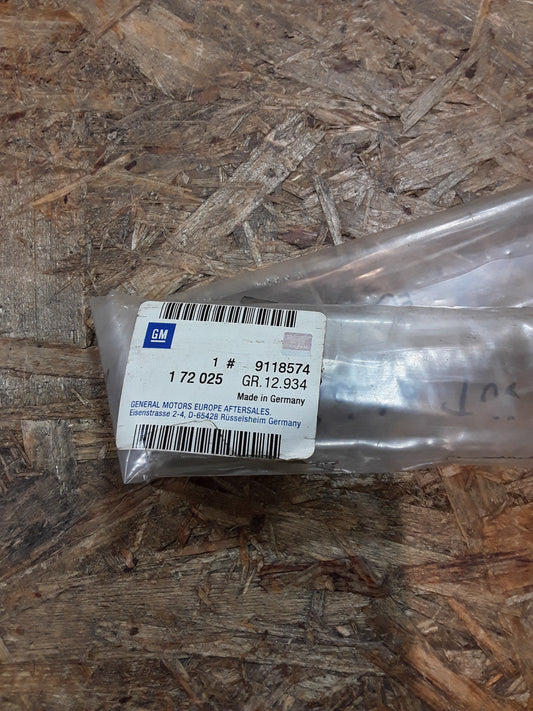 GM
1 # 9118574
1 72 025 GR.12.934
Made in Germany
GENERAL MOTORS EUROPE AFTERSALES.
Eisenstrasse 2-4, D-65428 Rüsselsheim Germany